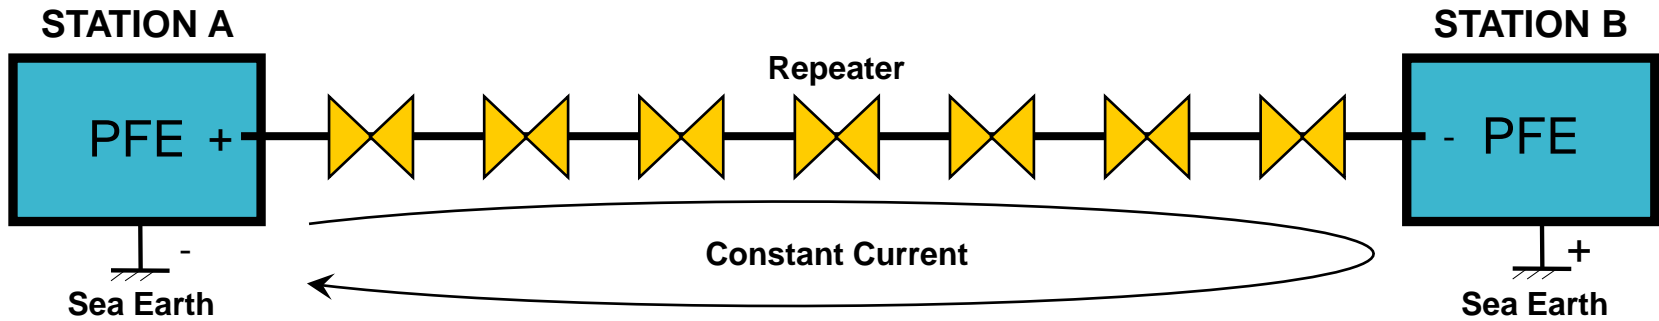 STATION A
STATION B
Repeater
PFE +
- PFE
Constant Current
-
+
Sea Earth
Sea Earth